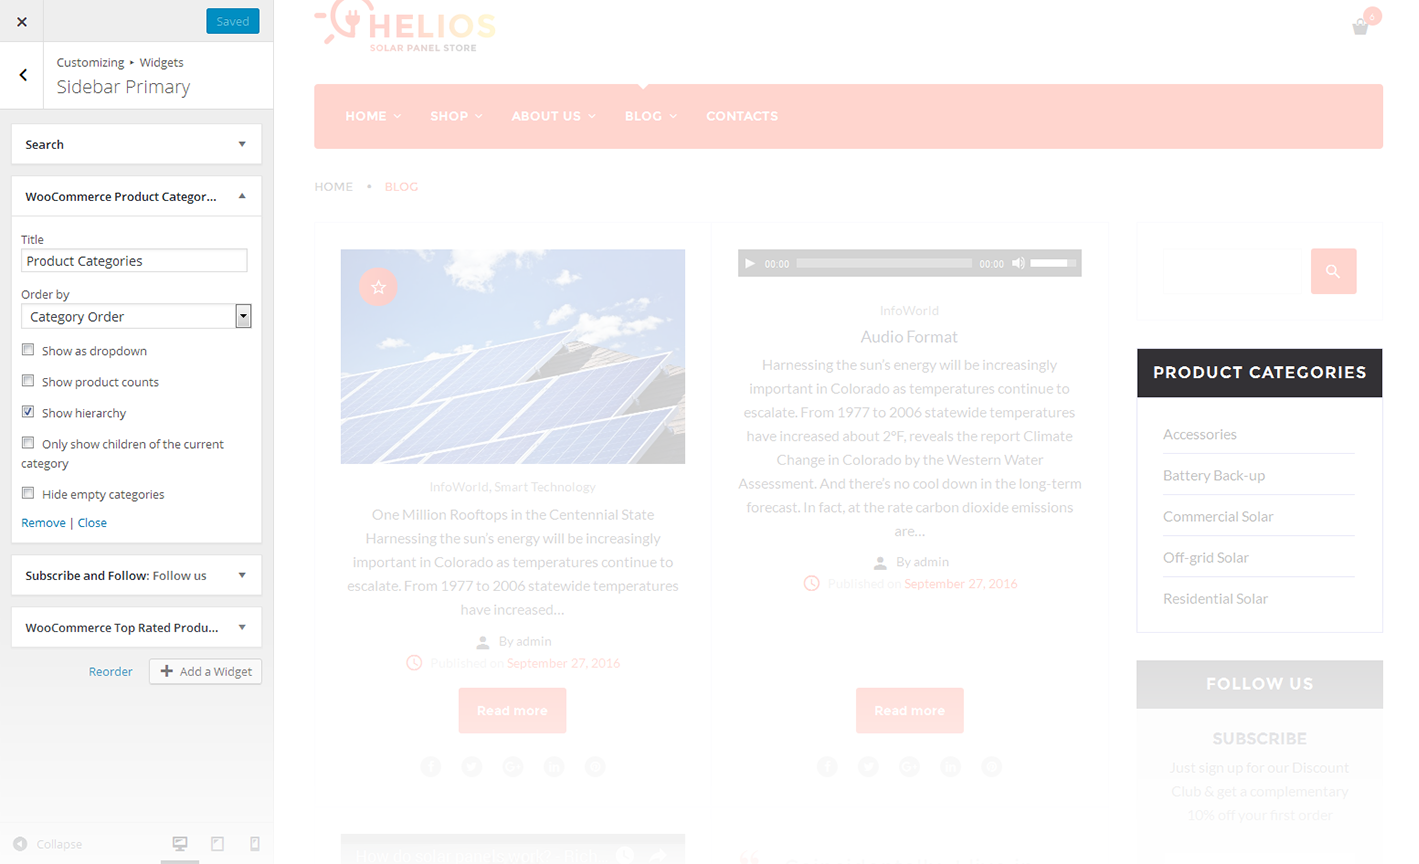 Saved
Customizing ▸ Widgets
Sidebar Primary
Search
WooCommerce Product Categor...
Title
Product Categories
Order by
Category Order
Show as dropdown
Show product counts
Show hierarchy
Only show children of the current
category
Hide empty categories
Remove | Close
Subscribe and Follow: Follow us
WooCommerce Top Rated Produ...
Reorder
Add a Widget
Collapse
HELIOS
SOLAR PANEL STORE
6
HOME
SHOP
ABOUT US
BLOG
CONTACTS
HOME • BLOG
InfoWorld, Smart Technology
One Million Rooftops in the Centennial State
Harnessing the sun's energy will be increasingly
important in Colorado as temperatures continue to
escalate. From 1977 to 2006 statewide temperatures
have increased...
By admin
Published on September 27, 2016
Read more
00:00
00:00
InfoWorld
Audio Format
Harnessing the sun's energy will be increasingly
important in Colorado as temperatures continue to
escalate. From 1977 to 2006 statewide temperatures
have increased about 2°F, reveals the report Climate
Change in Colorado by the Western Water
Assessment. And there's no cool down in the long-term
forecast. In fact, at the rate carbon dioxide emissions
are...
By admin
Published on September 27, 2016
Read more
PRODUCT CATEGORIES
Accessories
Battery Back-up
Commercial Solar
Off-grid Solar
Residential Solar
FOLLOW US
SUBSCRIBE
Just sign up for our Discount
Club & get a complementary
10% off your first order